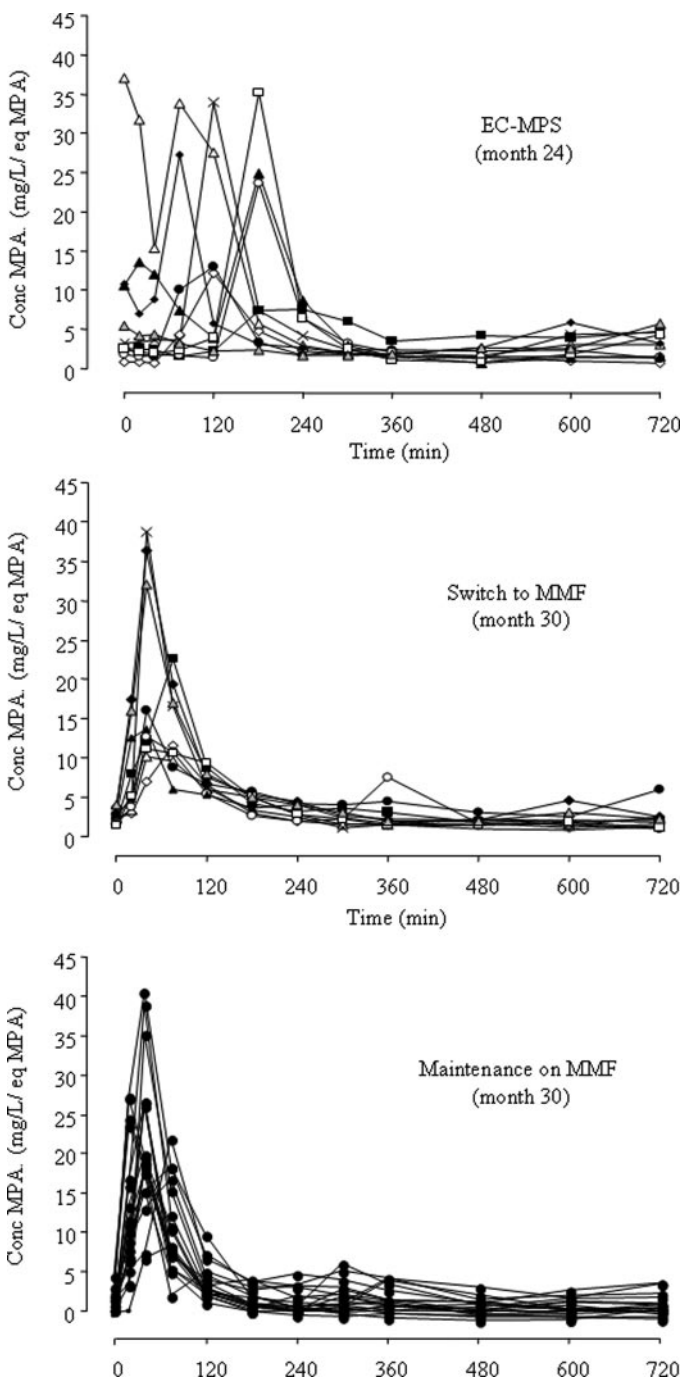 45
40
35
30
25
20
15
10
5
0
Conc MPA. (mg/L/ eq MPA)
EC-MPS
(month 24)
0 120 240 360 480 600 720
Time (min)
45
40
35
30
25
20
15
10
5
0
Conc MPA. (mg/L/ eq MPA)
Switch to MMF
(month 30)
0 120 240 360 480 600 720
Time (min)
45
40
35
30
25
20
15
10
5
0
Conc MPA. (mg/L/ eq MPA)
Maintenance on MMF
(month 30)
0 120 240 360 480 600 720